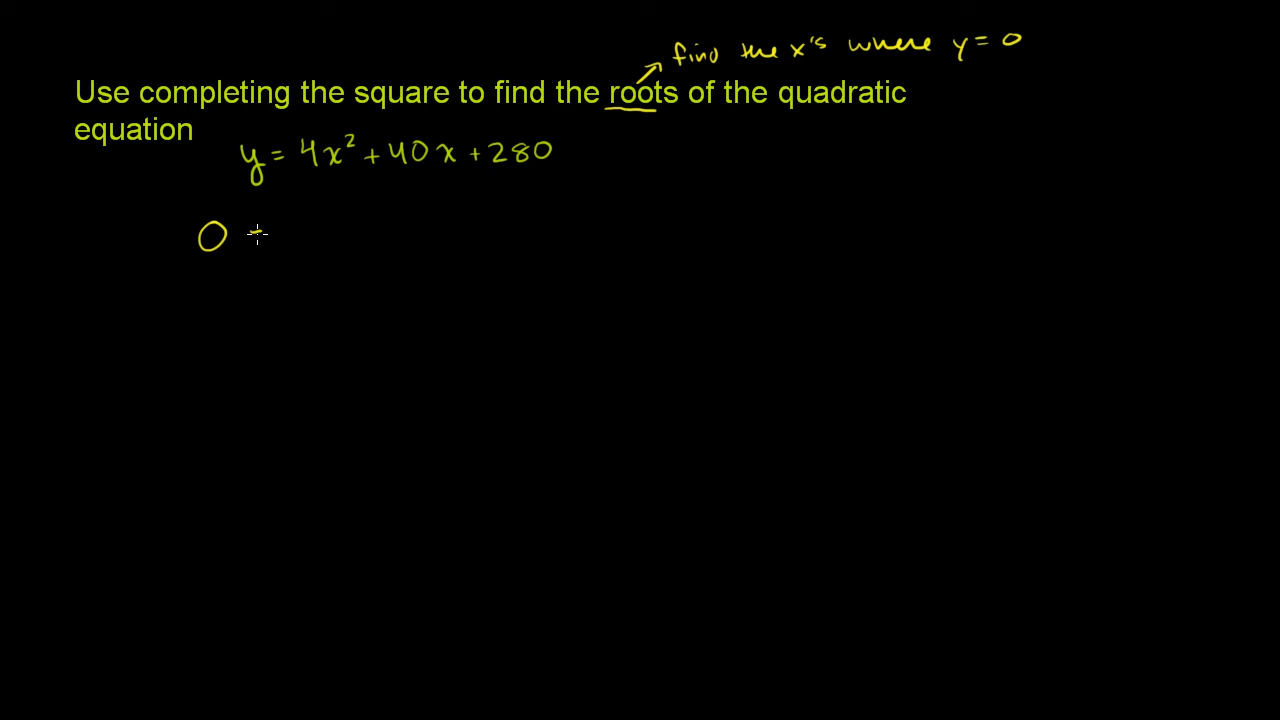 find the x's where y = 0
Use completing the square to find the roots of the quadratic
equation
y = 4x² + 40x + 280
0 -